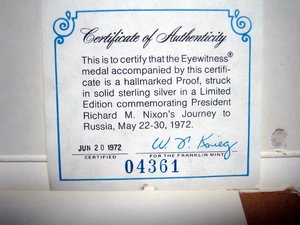 Certificate of Authenticity
This is to certify that the Eyewitness®
medal accompanied by this certifi-
cate is a hallmarked Proof, struck
in solid sterling silver in a Limited
Edition commemorating President
Richard M. Nixon's Journey to
Russia, May 22-30, 1972.
JUN 20 1972
CERTIFIED
FOR THE FRANKLIN MINT
04361